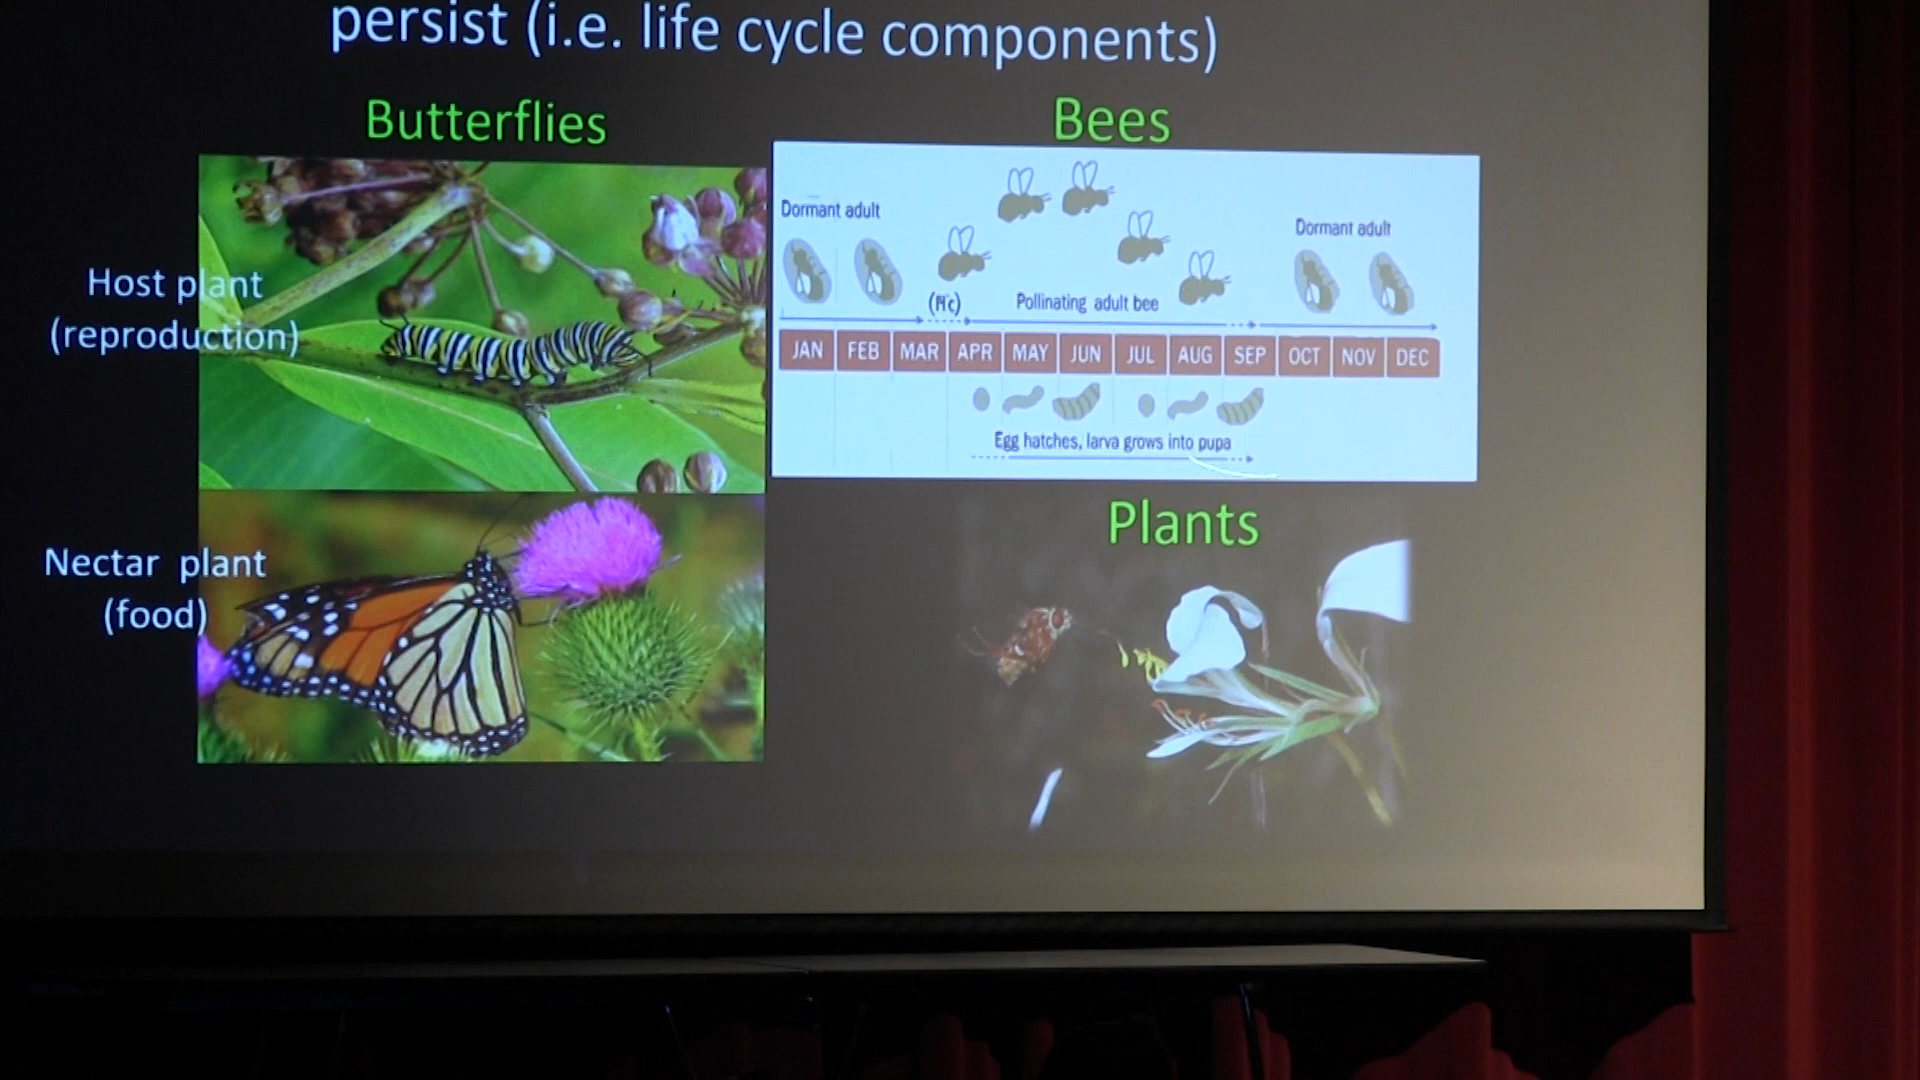 persist (i.e. life cycle components)
Butterflies
Bees
Host plant
(reproduction)
Nectar plant
(food)
Dormant adult
Dormant adult
Pollinating adult bee
JAN FEB MAR APR MAY JUN JUL AUG SEP OCT NOV DEC
Egg hatches, larva grows into pupa
Plants